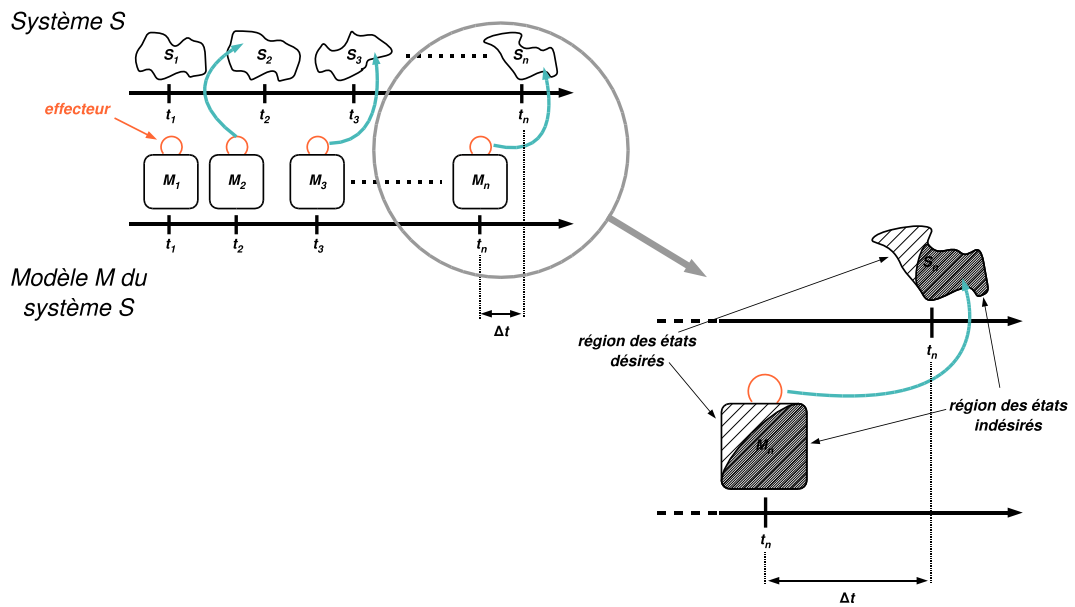 Système S
S1
S2
S3
Sn
t1
t2
t3
tn
effecteur
M1
M2
M3
Mn
t1
t2
t3
tn
Modèle M du
système S
Δt
Sn
tn
région des états
désirés
région des états
indésirés
Mn
tn
Δt